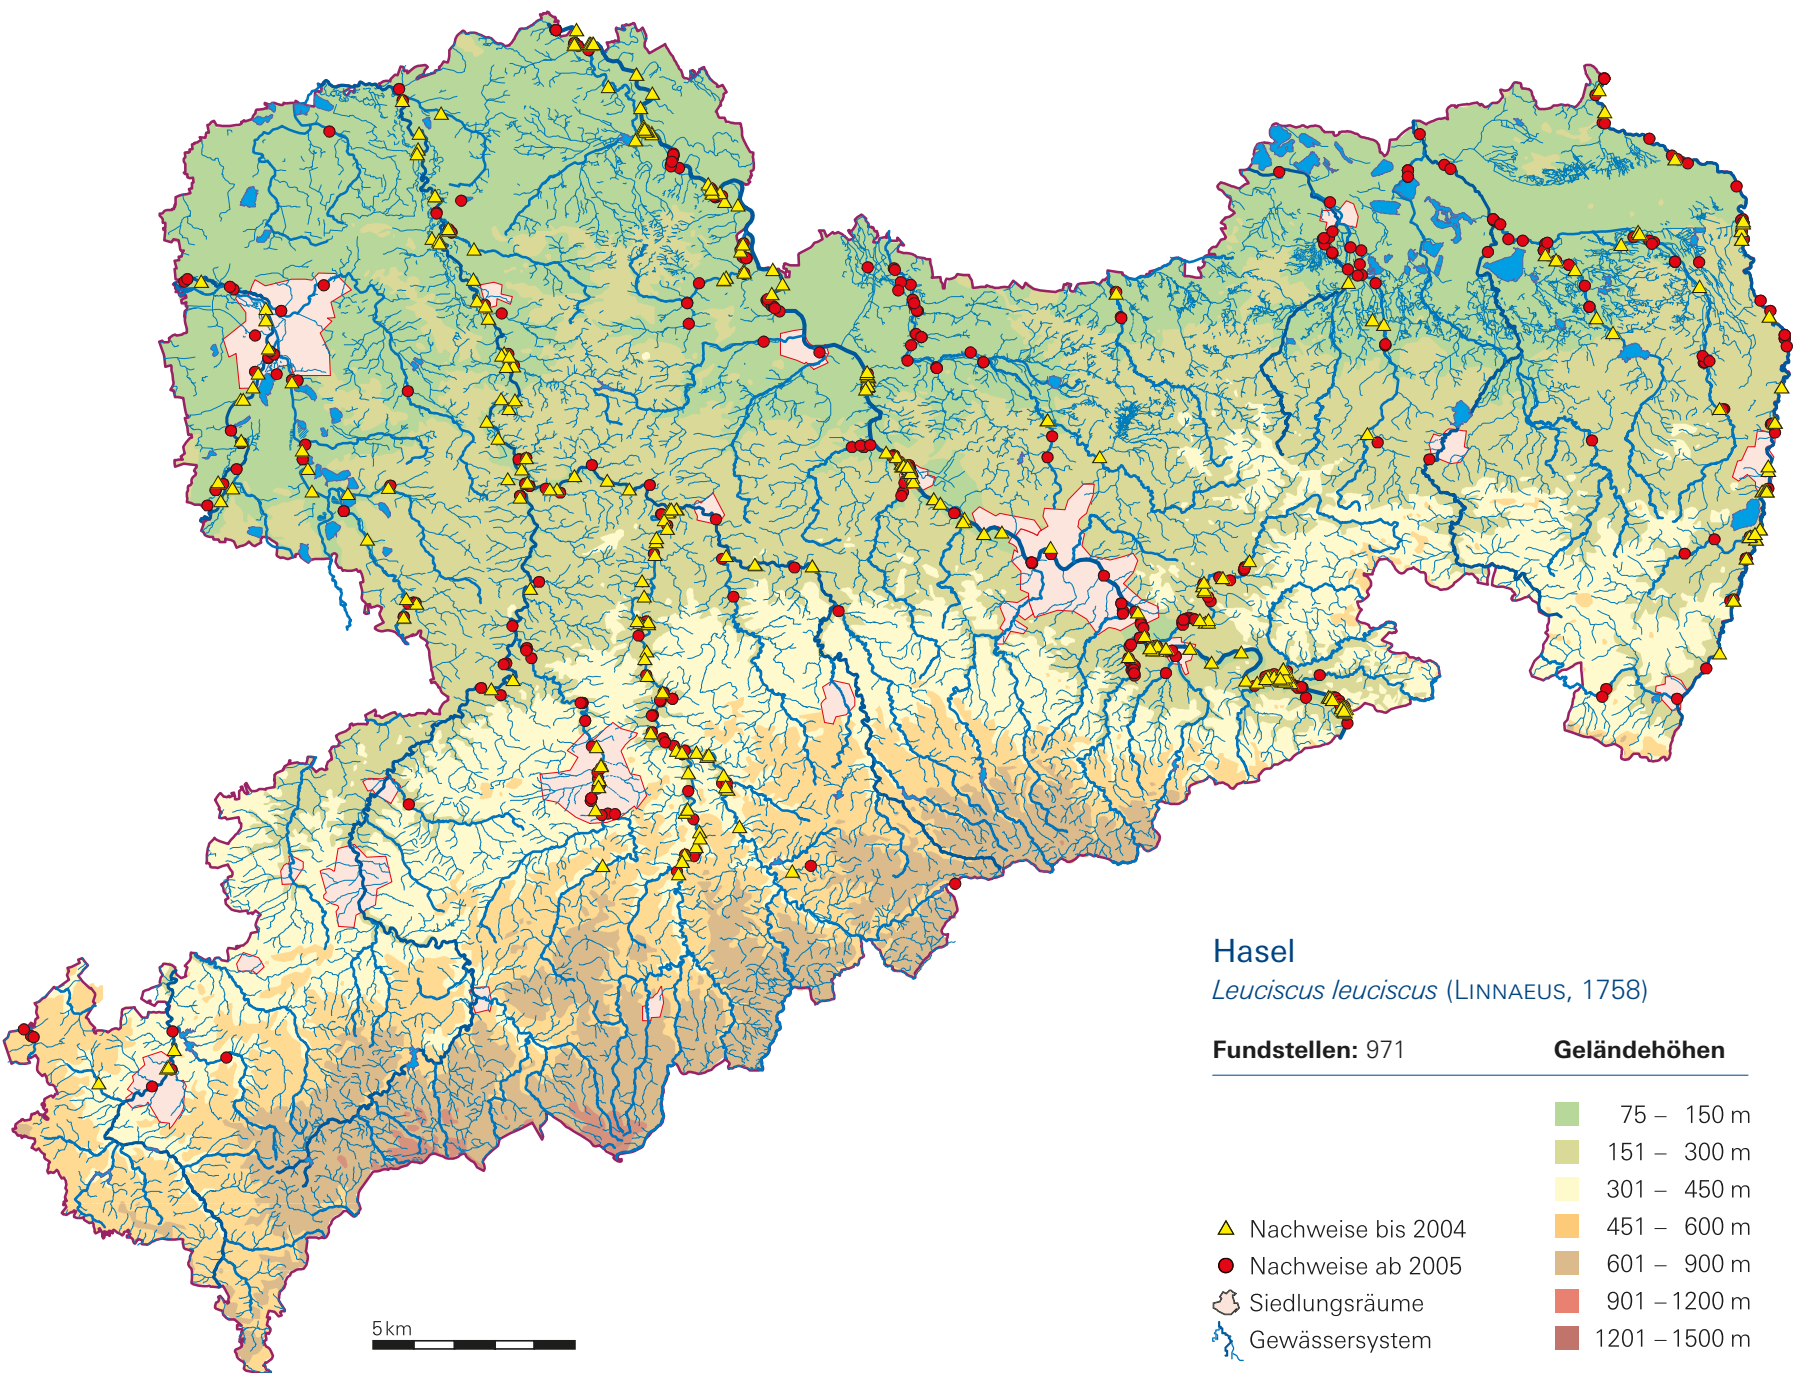 Hasel
Leuciscus leuciscus (LINNAEUS, 1758)
Fundstellen: 971
Geländehöhen
75 – 150 m
151 – 300 m
301 – 450 m
451 – 600 m
601 – 900 m
901 – 1200 m
1201 – 1500 m
Nachweise bis 2004
Nachweise ab 2005
Siedlungsräume
Gewässersystem
5 km